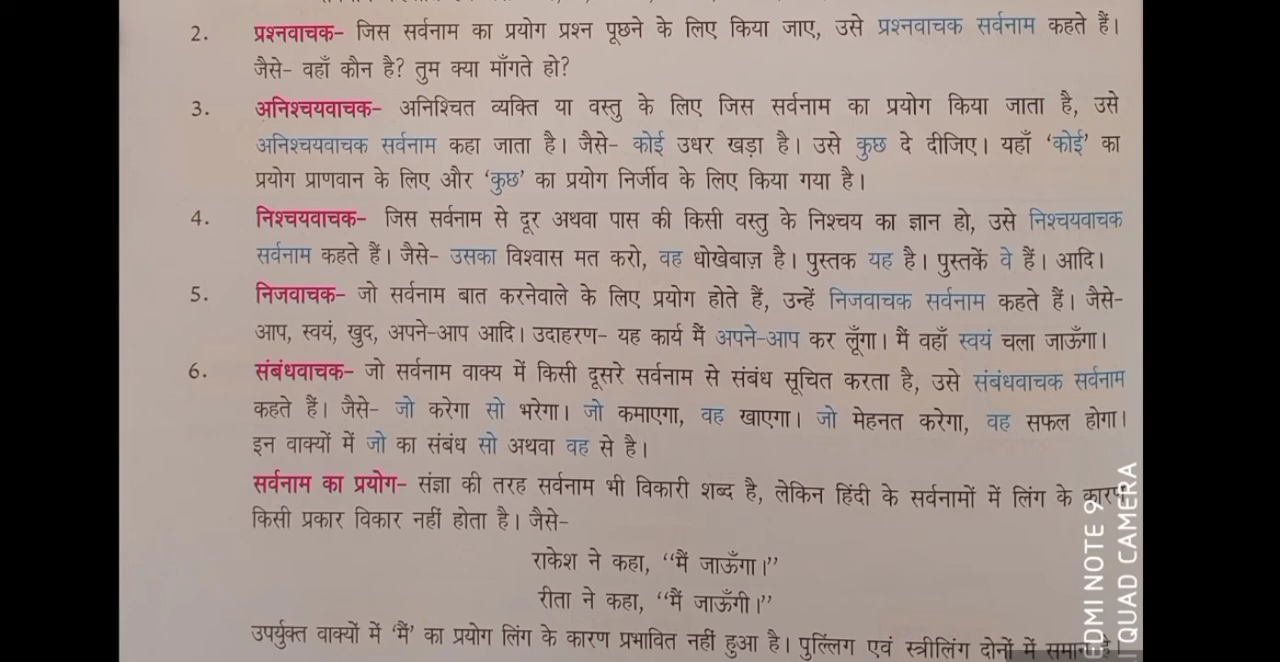 2. प्रश्नवाचक– जिस सर्वनाम का प्रयोग प्रश्न पूछने के लिए किया जाए, उसे प्रश्नवाचक सर्वनाम कहते हैं।
जैसे– वहाँ कौन है? तुम क्या माँगते हो?
3. अनिश्चयवाचक– अनिश्चित व्यक्ति या वस्तु के लिए जिस सर्वनाम का प्रयोग किया जाता है, उसे
अनिश्चयवाचक सर्वनाम कहा जाता है। जैसे– कोई उधर खड़ा है। उसे कुछ दे दीजिए। यहाँ ‘कोई’ का
प्रयोग प्राणवान के लिए और ‘कुछ’ का प्रयोग निर्जीव के लिए किया गया है।
4. निश्चयवाचक– जिस सर्वनाम से दूर अथवा पास की किसी वस्तु के निश्चय का ज्ञान हो, उसे निश्चयवाचक
सर्वनाम कहते हैं। जैसे– उसका विश्वास मत करो, वह धोखेबाज़ है। पुस्तक यह है। पुस्तकें वे हैं। आदि।
5. निजवाचक– जो सर्वनाम बात करनेवाले के लिए प्रयोग होते हैं, उन्हें निजवाचक सर्वनाम कहते हैं। जैसे–
आप, स्वयं, खुद, अपने-आप आदि। उदाहरण– यह कार्य मैं अपने-आप कर लूँगा। मैं वहाँ स्वयं चला जाऊँगा।
6. संबंधवाचक– जो सर्वनाम वाक्य में किसी दूसरे सर्वनाम से संबंध सूचित करता है, उसे संबंधवाचक सर्वनाम
कहते हैं। जैसे– जो करेगा सो भरेगा। जो कमाएगा, वह खाएगा। जो मेहनत करेगा, वह सफल होगा।
इन वाक्यों में जो का संबंध सो अथवा वह से है।
सर्वनाम का प्रयोग– संज्ञा की तरह सर्वनाम भी विकारी शब्द है, लेकिन हिंदी के सर्वनामों में लिंग के कारण
किसी प्रकार विकार नहीं होता है। जैसे–
राकेश ने कहा, “मैं जाऊँगा।”
रीता ने कहा, “मैं जाऊँगी।”
उपर्युक्त वाक्यों में ‘मैं’ का प्रयोग लिंग के कारण प्रभावित नहीं हुआ है। पुल्लिंग एवं स्त्रीलिंग दोनों में समान है।
EDMI NOTE 9
QUAD CAMERA